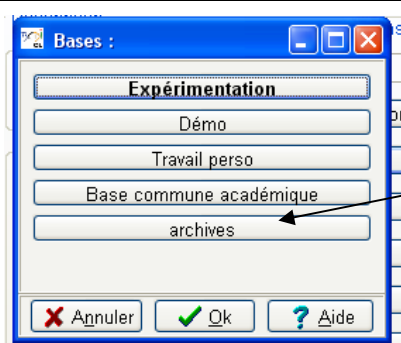 Bases :
Expérimentation
Démo
Travail perso
Base commune académique
archives
Annuler Ok Aide